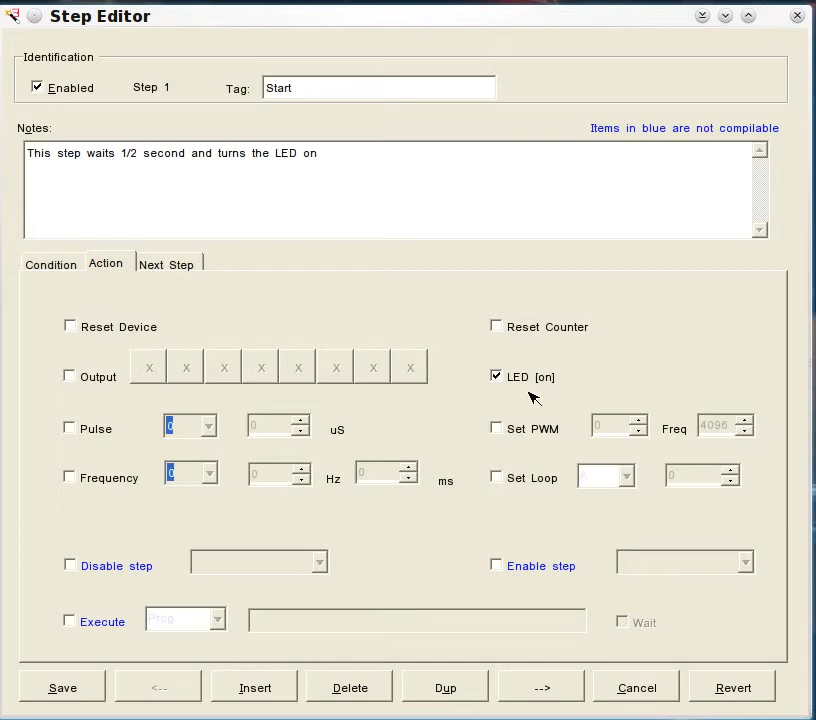 Step Editor
Identification
Enabled Step 1 Tag: Start
Notes: Items in blue are not compilable
This step waits 1/2 second and turns the LED on
Condition Action Next Step
Reset Device Reset Counter
Output X X X X X X X X LED [on]
Pulse 0 0 uS Set PWM 0 Freq 4096
Frequency 0 0 Hz 0 ms Set Loop A 0
Disable step Enable step
Execute Prog Wait
Save <-- Insert Delete Dup --> Cancel Revert